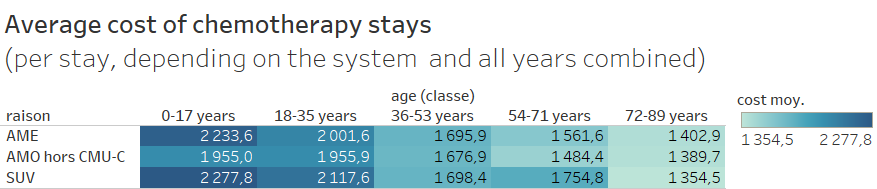 Average cost of chemotherapy stays
(per stay, depending on the system  and all years combined)
age (classe)
raison 0-17 years 18-35 years 36-53 years 54-71 years 72-89 years
AME 2 233,6 2 001,6 1 695,9 1 561,6 1 402,9
AMO hors CMU-C 1 955,0 1 955,9 1 676,9 1 484,4 1 389,7
SUV 2 277,8 2 117,6 1 698,4 1 754,8 1 354,5
cost moy.
1 354,5 2 277,8